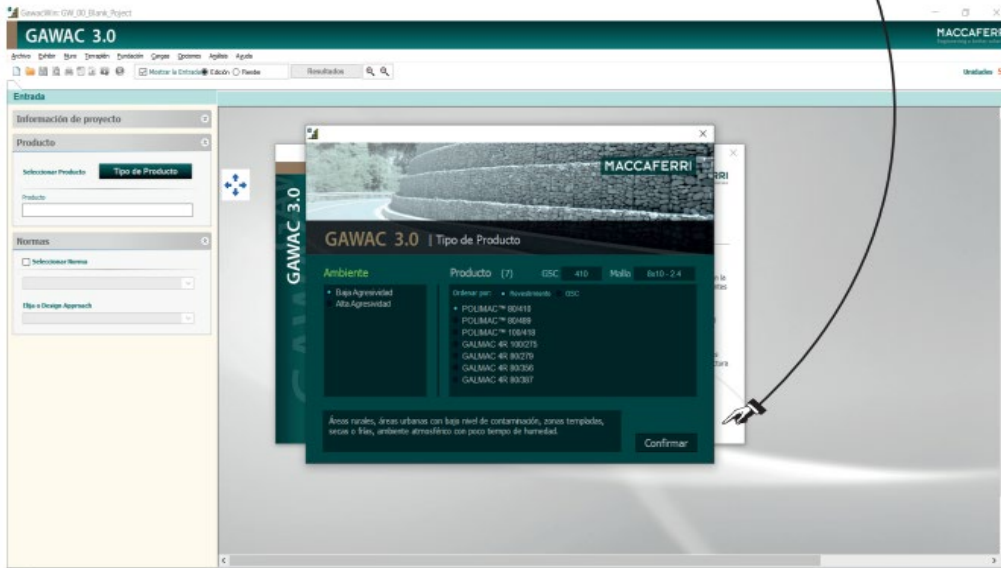 GawacWin: GW_00_Blank_Poject
GAWAC 3.0
MACCAFERRI
Archivo Exhibir Muro Terraplén Fundación Cargas Opciones Análisis Ayuda
Mostrar la Entrada Edición Fiende Resultados
Unidades
Entrada
Información de proyecto
Producto
Seleccionar Producto Tipo de Producto
Producto
Normas
Seleccionar Norma
Elija o Design Approach
GAWAC 3.0
MACCAFERRI
GAWAC 3.0 | Tipo de Producto
Ambiente
Baja Agresividad
Alta Agresividad
Producto (7) GSC 410 Malla 8x10 - 2.4
Ordenar por: Revestimiento GSC
POLIMAC™ 80/410
POLIMAC™ 80/489
POLIMAC™ 100/419
GALMAC 4R 100/275
GALMAC 4R 80/279
GALMAC 4R 80/356
GALMAC 4R 80/387
Áreas rurales, áreas urbanas con bajo nivel de contaminación, zonas templadas,
secas o frías, ambiente atmosférico con poco tiempo de humedad.
Confirmar